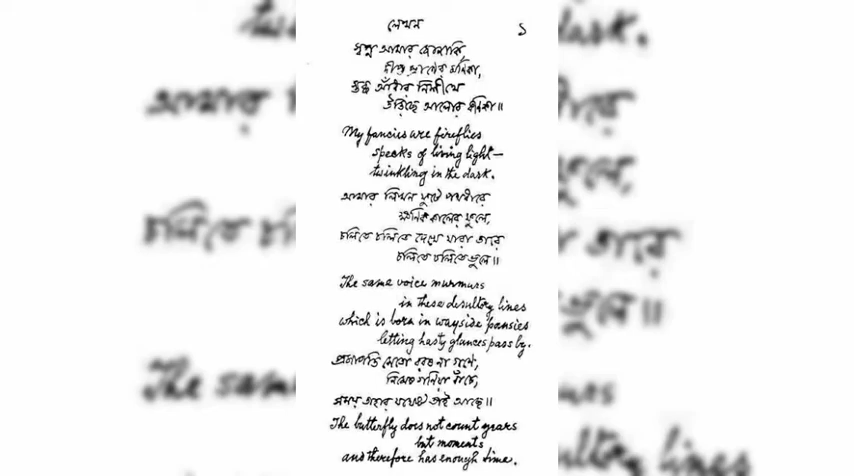 লেখন ১
স্বপ্ন আমার জোনাকি,
দীপ্ত প্রাণের মণিকা,
স্তব্ধ আঁধার নিশীথে
উড়িছে আলোর কণিকা॥
My fancies are fireflies
specks of living light—
twinkling in the dark.
আমার লিখন ফুটে পথধারে
ক্ষণিক কালের ফুলে,
চলিতে চলিতে দেখে যারা তারে
চলিতে চলিতে ভুলে॥
The same voice murmurs
in these desultory lines
which is born in wayside pansies
letting hasty glances pass by.
প্রজাপতি সেতো বরষ না গণে,
নিমেষ গণিয়া বাঁচে,
সময় তাহার যথেষ্ট তাই আছে॥
The butterfly does not count years
but moments
and therefore has enough time.